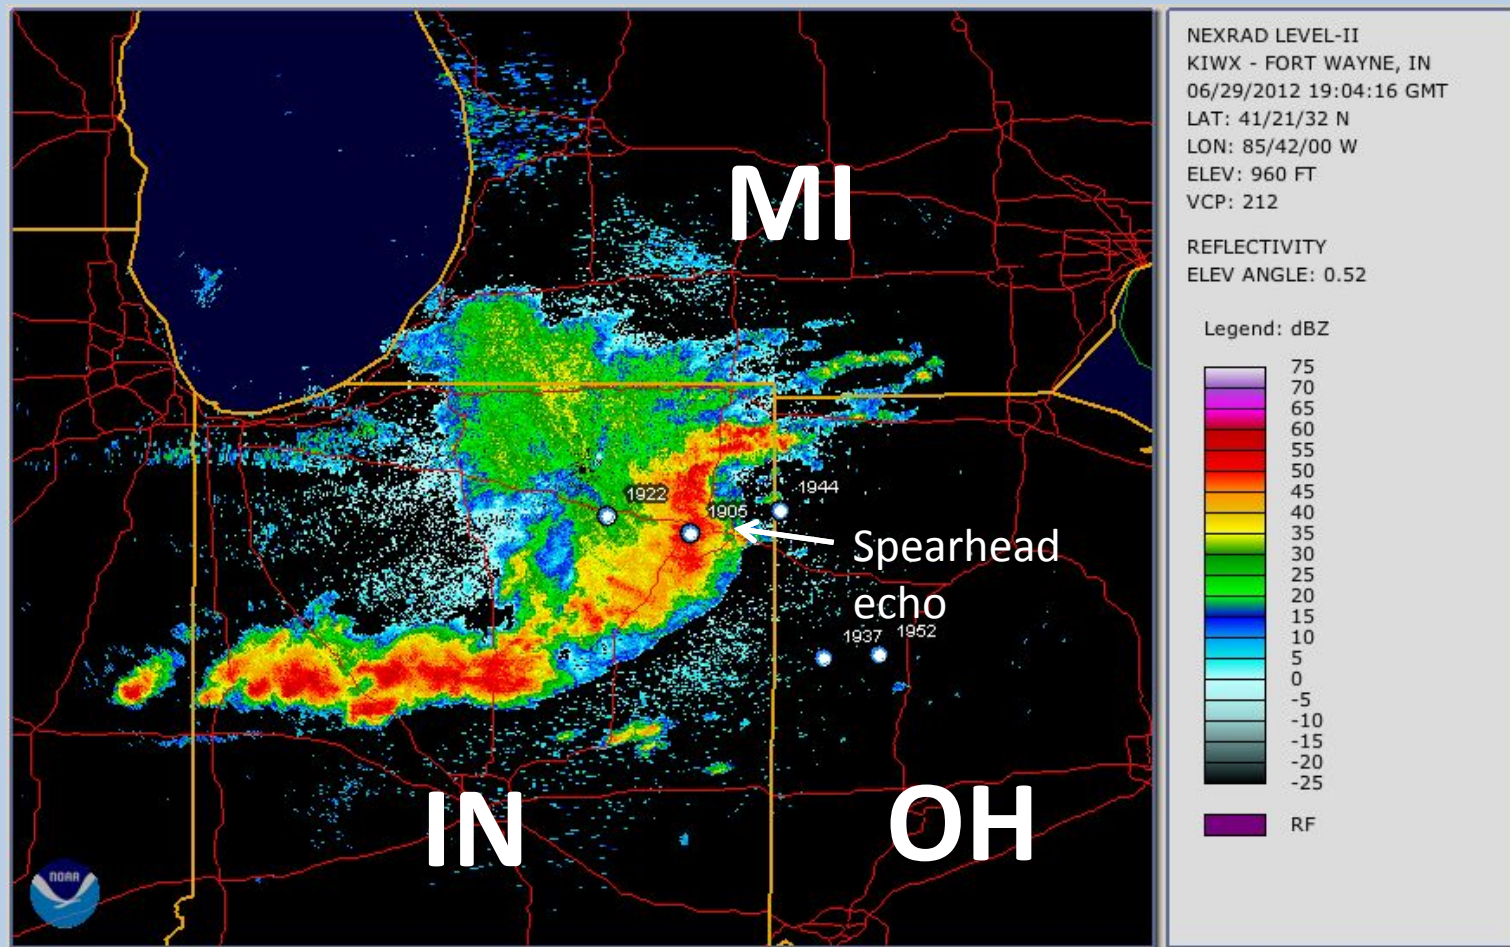 MI
1922
1905
1944
Spearhead
echo
1937
1952
IN
OH
NOAA
NEXRAD LEVEL-II
KIWX - FORT WAYNE, IN
06/29/2012 19:04:16 GMT
LAT: 41/21/32 N
LON: 85/42/00 W
ELEV: 960 FT
VCP: 212
REFLECTIVITY
ELEV ANGLE: 0.52
Legend: dBZ
75
70
65
60
55
50
45
40
35
30
25
20
15
10
5
0
-5
-10
-15
-20
-25
RF